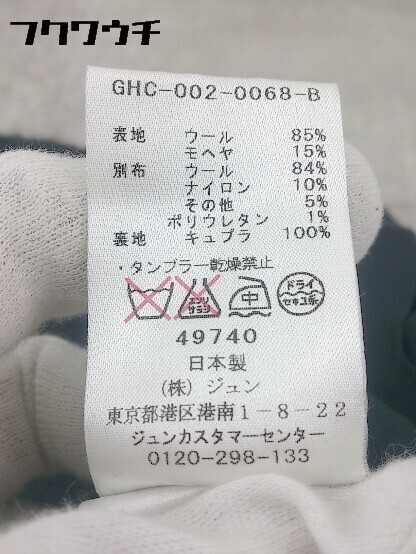 フクワウチ
GHC-002-0068-B
表地 ウール 85%
モヘヤ 15%
別布 ウール 84%
ナイロン 10%
その他 5%
ポリウレタン 1%
裏地 キュプラ 100%
・タンブラー乾燥禁止
エンソ サラシ 中 ドライ セキユ系
49740
日本製
(株) ジュン
東京都港区港南1-8-22
ジュンカスタマーセンター
0120-298-133